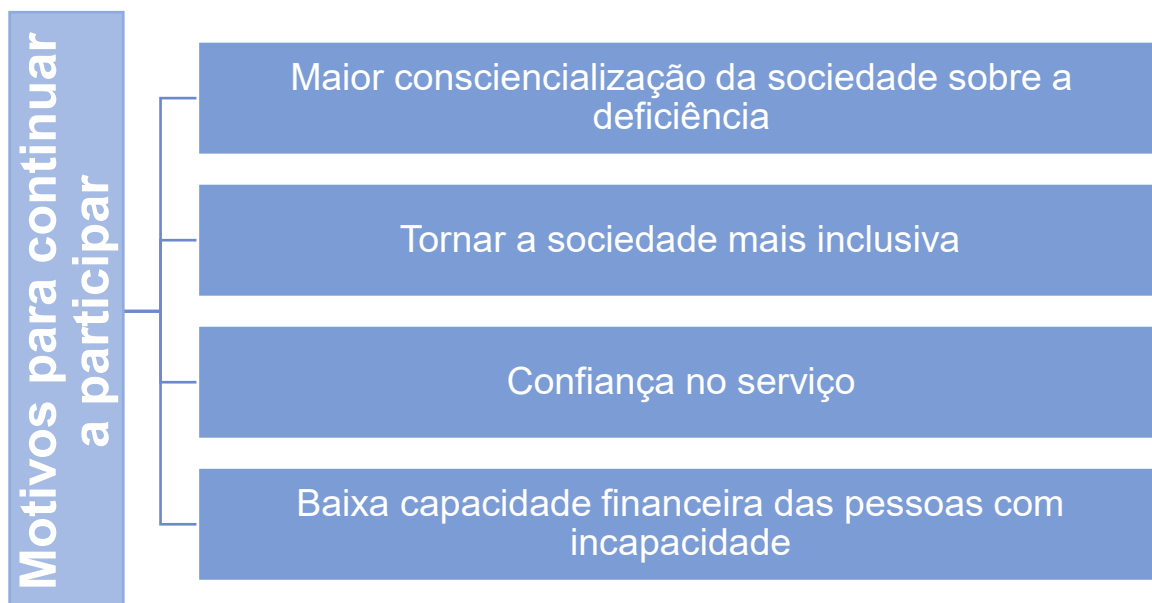 Motivos para continuar
a participar
Maior consciencialização da sociedade sobre a
deficiência
Tornar a sociedade mais inclusiva
Confiança no serviço
Baixa capacidade financeira das pessoas com
incapacidade